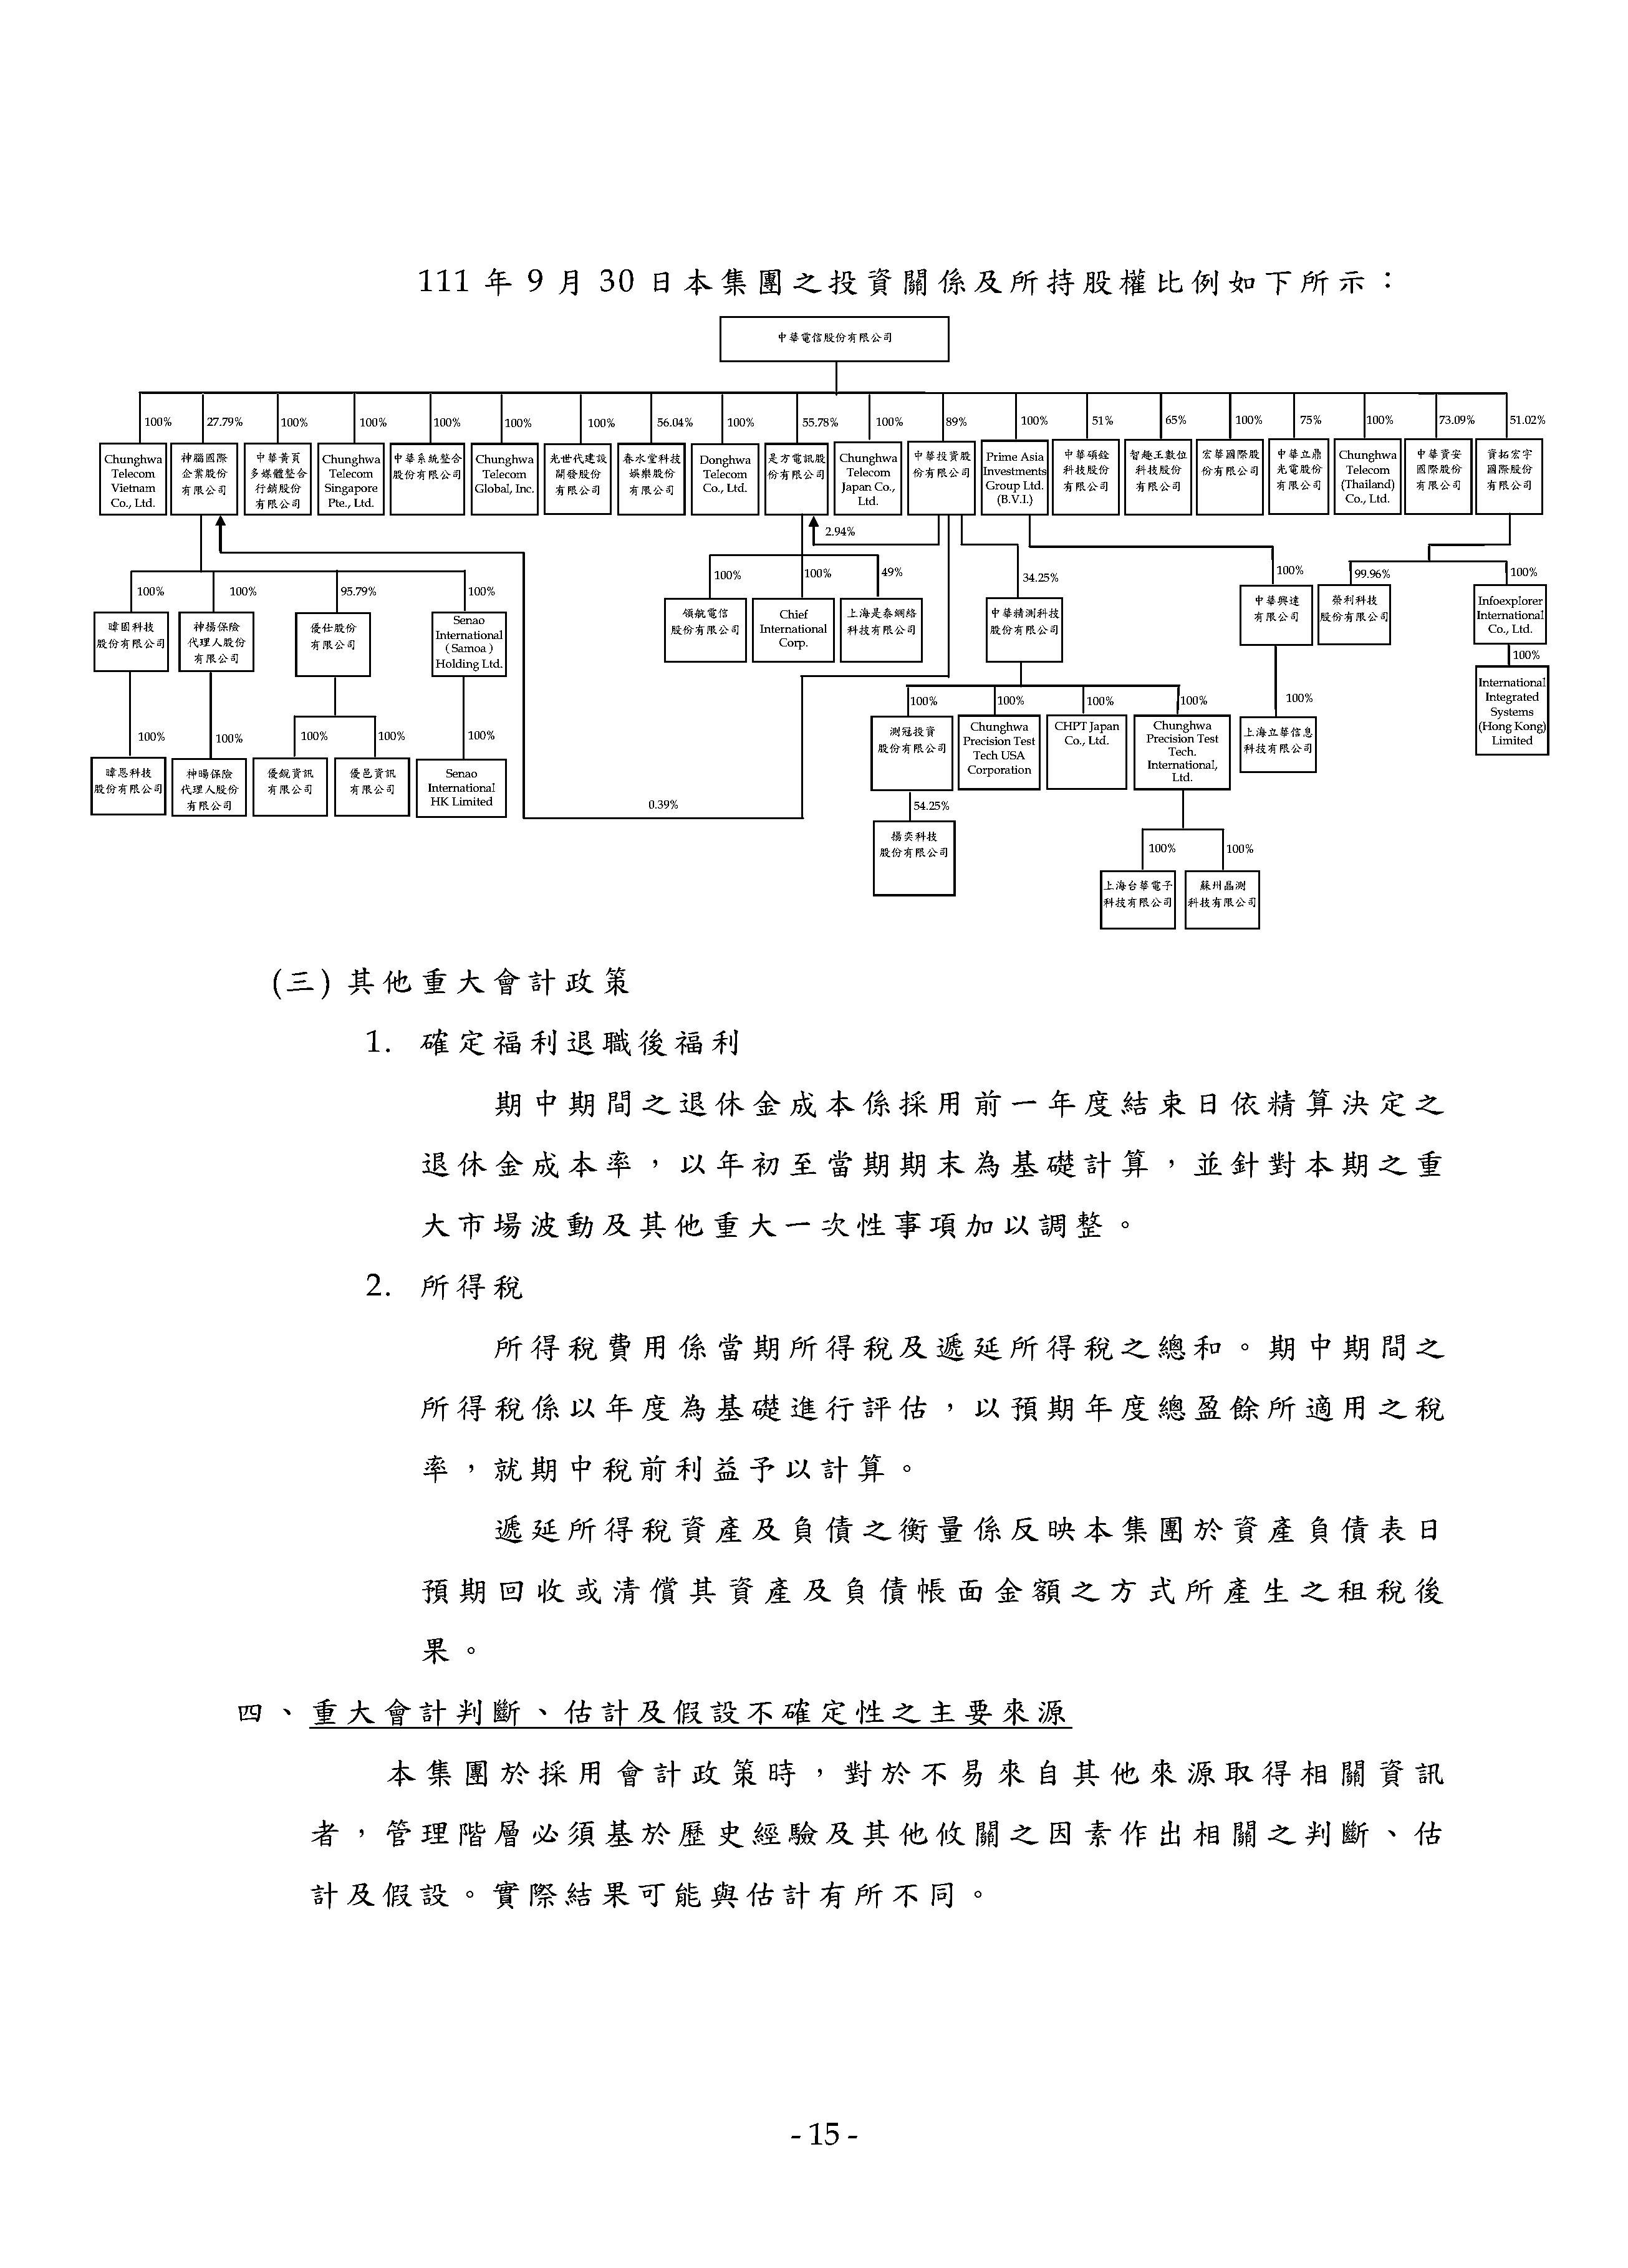 111 年 9 月 30 日本集團之投資關係及所持股權比例如下所示：
中華電信股份有限公司
100%
27.79%
100%
100%
100%
100%
100%
56.04%
100%
55.78%
100%
89%
100%
51%
65%
100%
75%
100%
73.09%
51.02%
Chunghwa
Telecom
Vietnam
Co., Ltd.
神腦國際
企業股份
有限公司
中華黃頁
多媒體整合
行銷股份
有限公司
Chunghwa
Telecom
Singapore
Pte., Ltd.
中華系統整合
股份有限公司
Chunghwa
Telecom
Global, Inc.
光世代建設
開發股份
有限公司
春水堂科技
娛樂股份
有限公司
Donghwa
Telecom
Co., Ltd.
是方電訊股
份有限公司
Chunghwa
Telecom
Japan Co.,
Ltd.
中華投資股
份有限公司
Prime Asia
Investments
Group Ltd.
(B.V.I.)
中華碩銓
科技股份
有限公司
智趣王數位
科技股份
有限公司
宏華國際股
份有限公司
中華立鼎
光電股份
有限公司
Chunghwa
Telecom
(Thailand)
Co., Ltd.
中華資安
國際股份
有限公司
資拓宏宇
國際股份
有限公司
2.94%
100%
100%
95.79%
100%
100%
100%
49%
34.25%
100%
99.96%
100%
暐囸科技
股份有限公司
神揚保險
代理人股份
有限公司
優仕股份
有限公司
Senao
International
(Samoa)
Holding Ltd.
領航電信
股份有限公司
Chief
International
Corp.
上海是泰網絡
科技有限公司
中華精測科技
股份有限公司
中華興達
有限公司
榮利科技
股份有限公司
Infoexplorer
International
Co., Ltd.
100%
100%
100%
100%
100%
100%
100%
100%
100%
100%
100%
暐恩科技
股份有限公司
神暘保險
代理人股份
有限公司
優銳資訊
有限公司
優邑資訊
有限公司
Senao
International
HK Limited
測冠投資
股份有限公司
Chunghwa
Precision Test
Tech USA
Corporation
CHPT Japan
Co., Ltd.
Chunghwa
Precision Test
Tech.
International,
Ltd.
上海立華信息
科技有限公司
International
Integrated
Systems
(Hong Kong)
Limited
0.39%
54.25%
揚奕科技
股份有限公司
100%
100%
上海台華電子
科技有限公司
蘇州晶測
科技有限公司
(三) 其他重大會計政策
1. 確定福利退職後福利
期中期間之退休金成本係採用前一年度結束日依精算決定之
退休金成本率，以年初至當期期末為基礎計算，並針對本期之重
大市場波動及其他重大一次性事項加以調整。
2. 所得稅
所得稅費用係當期所得稅及遞延所得稅之總和。期中期間之
所得稅係以年度為基礎進行評估，以預期年度總盈餘所適用之稅
率，就期中稅前利益予以計算。
遞延所得稅資產及負債之衡量係反映本集團於資產負債表日
預期回收或清償其資產及負債帳面金額之方式所產生之租稅後
果。
四、重大會計判斷、估計及假設不確定性之主要來源
本集團於採用會計政策時，對於不易來自其他來源取得相關資訊
者，管理階層必須基於歷史經驗及其他攸關之因素作出相關之判斷、估
計及假設。實際結果可能與估計有所不同。
- 15 -